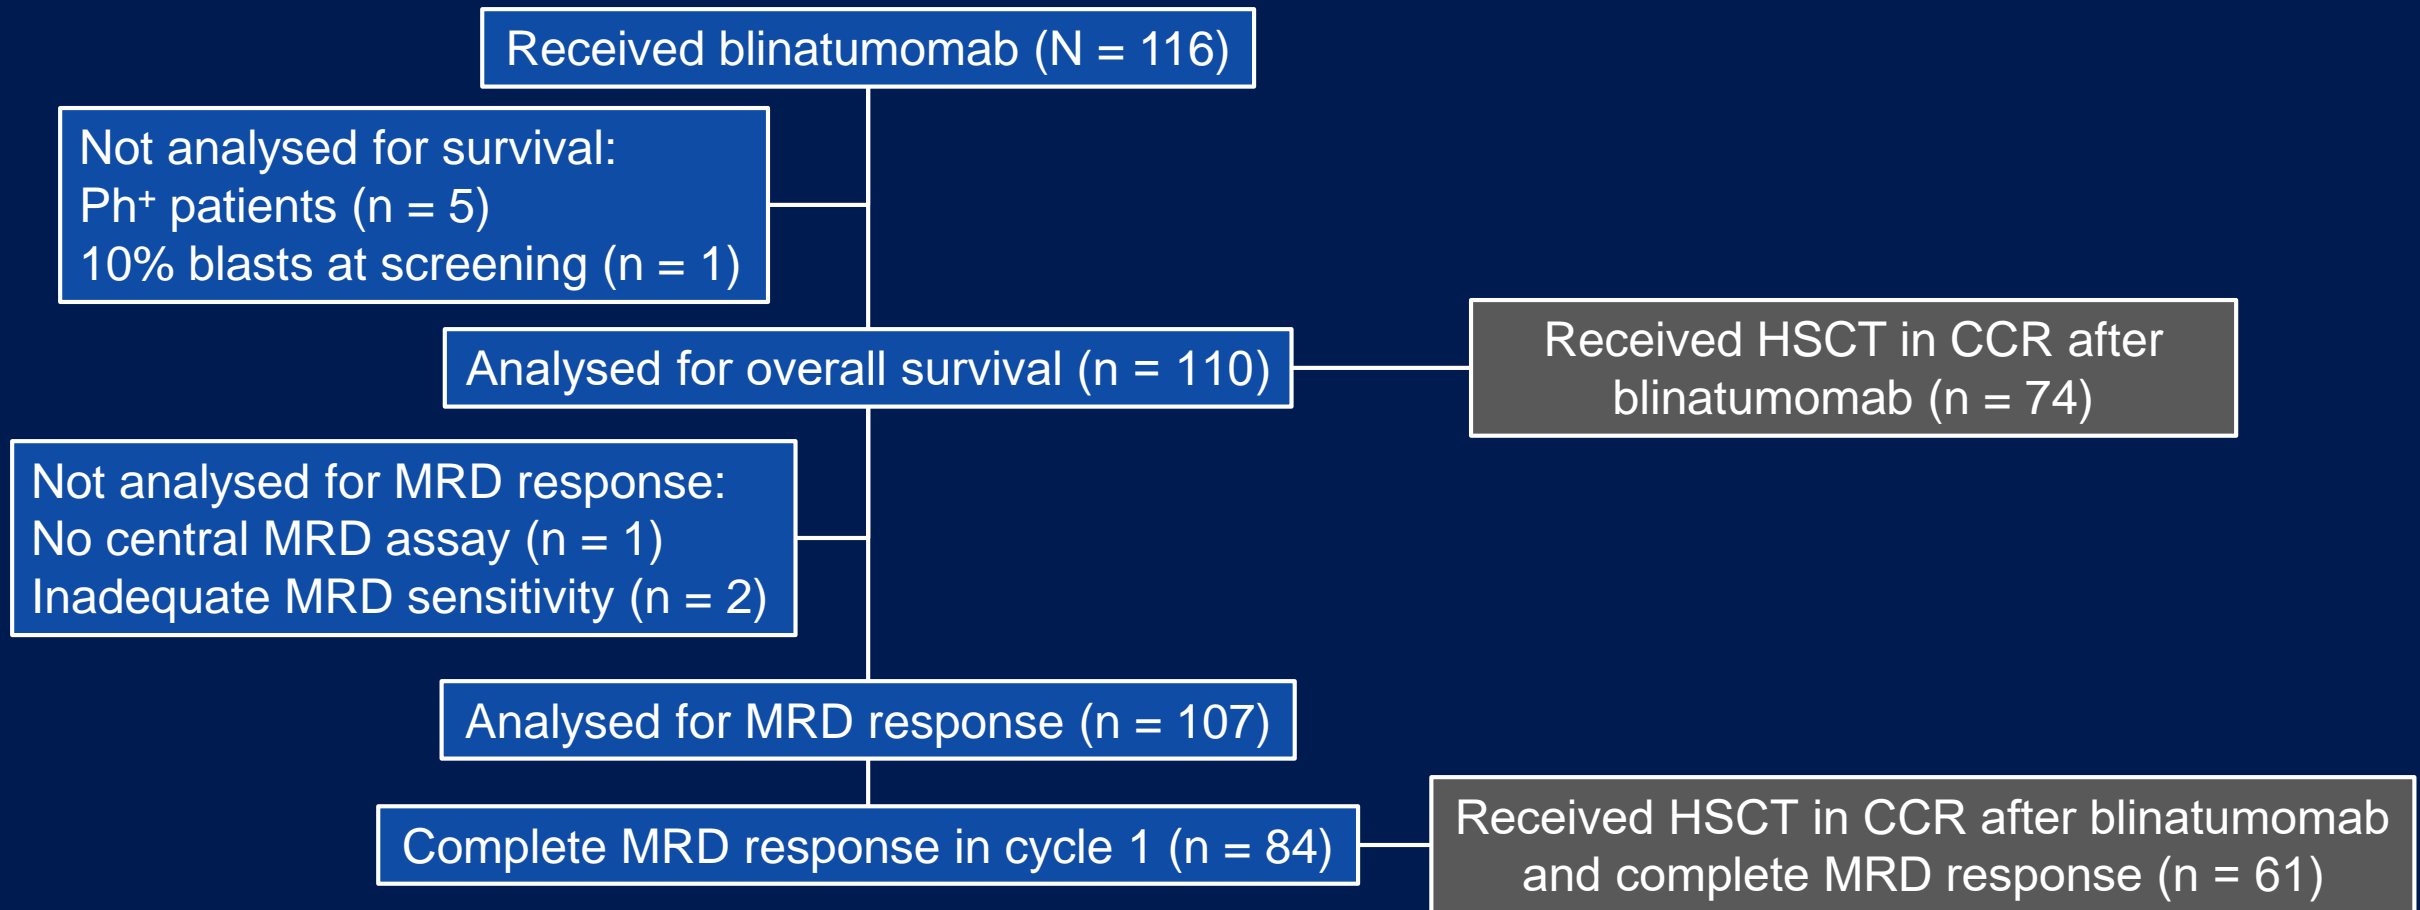 Received blinatumomab (N = 116)
Not analysed for survival:
Ph⁺ patients (n = 5)
10% blasts at screening (n = 1)
Analysed for overall survival (n = 110)
Received HSCT in CCR after
blinatumomab (n = 74)
Not analysed for MRD response:
No central MRD assay (n = 1)
Inadequate MRD sensitivity (n = 2)
Analysed for MRD response (n = 107)
Complete MRD response in cycle 1 (n = 84)
Received HSCT in CCR after blinatumomab
and complete MRD response (n = 61)